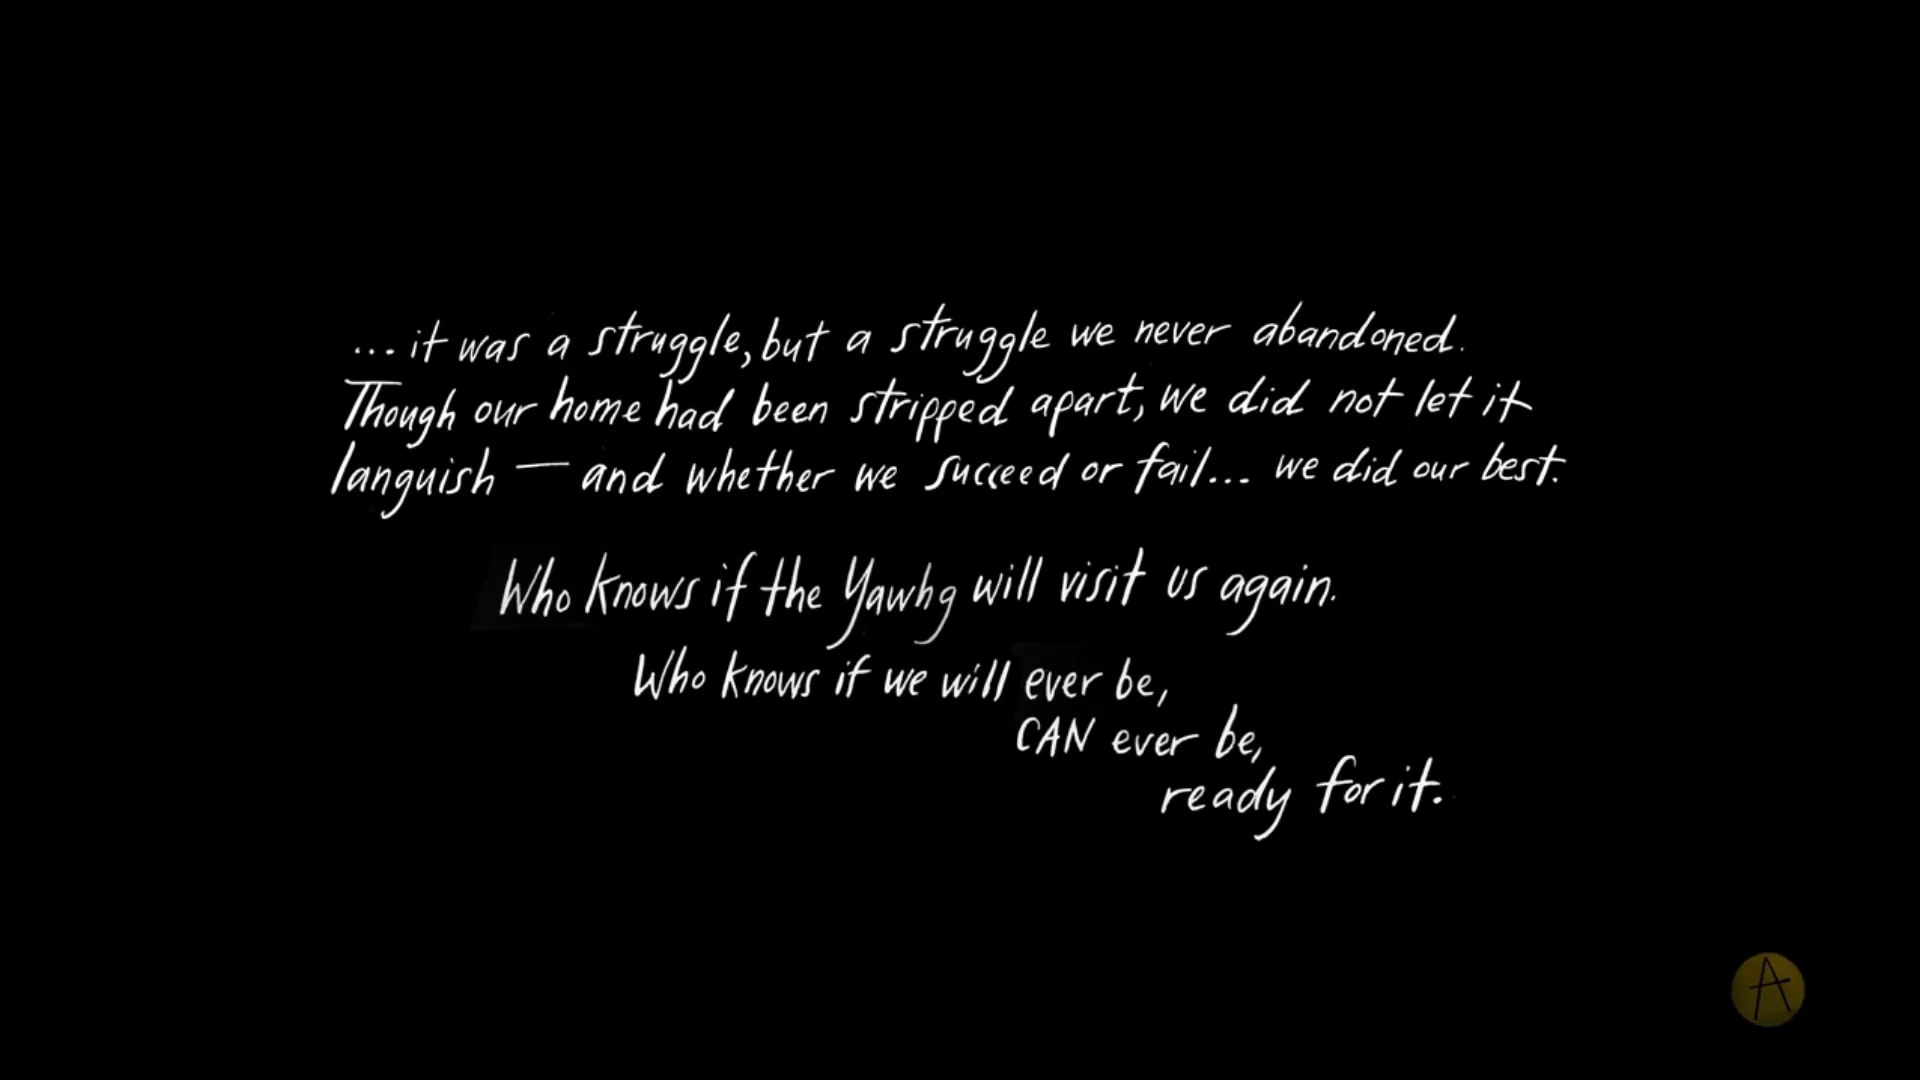 ...it was a struggle, but a struggle we never abandoned.
Though our home had been stripped apart, we did not let it
languish — and whether we succeed or fail... we did our best.
Who knows if the Yawhg will visit us again.
Who knows if we will ever be,
CAN ever be,
ready for it.
A